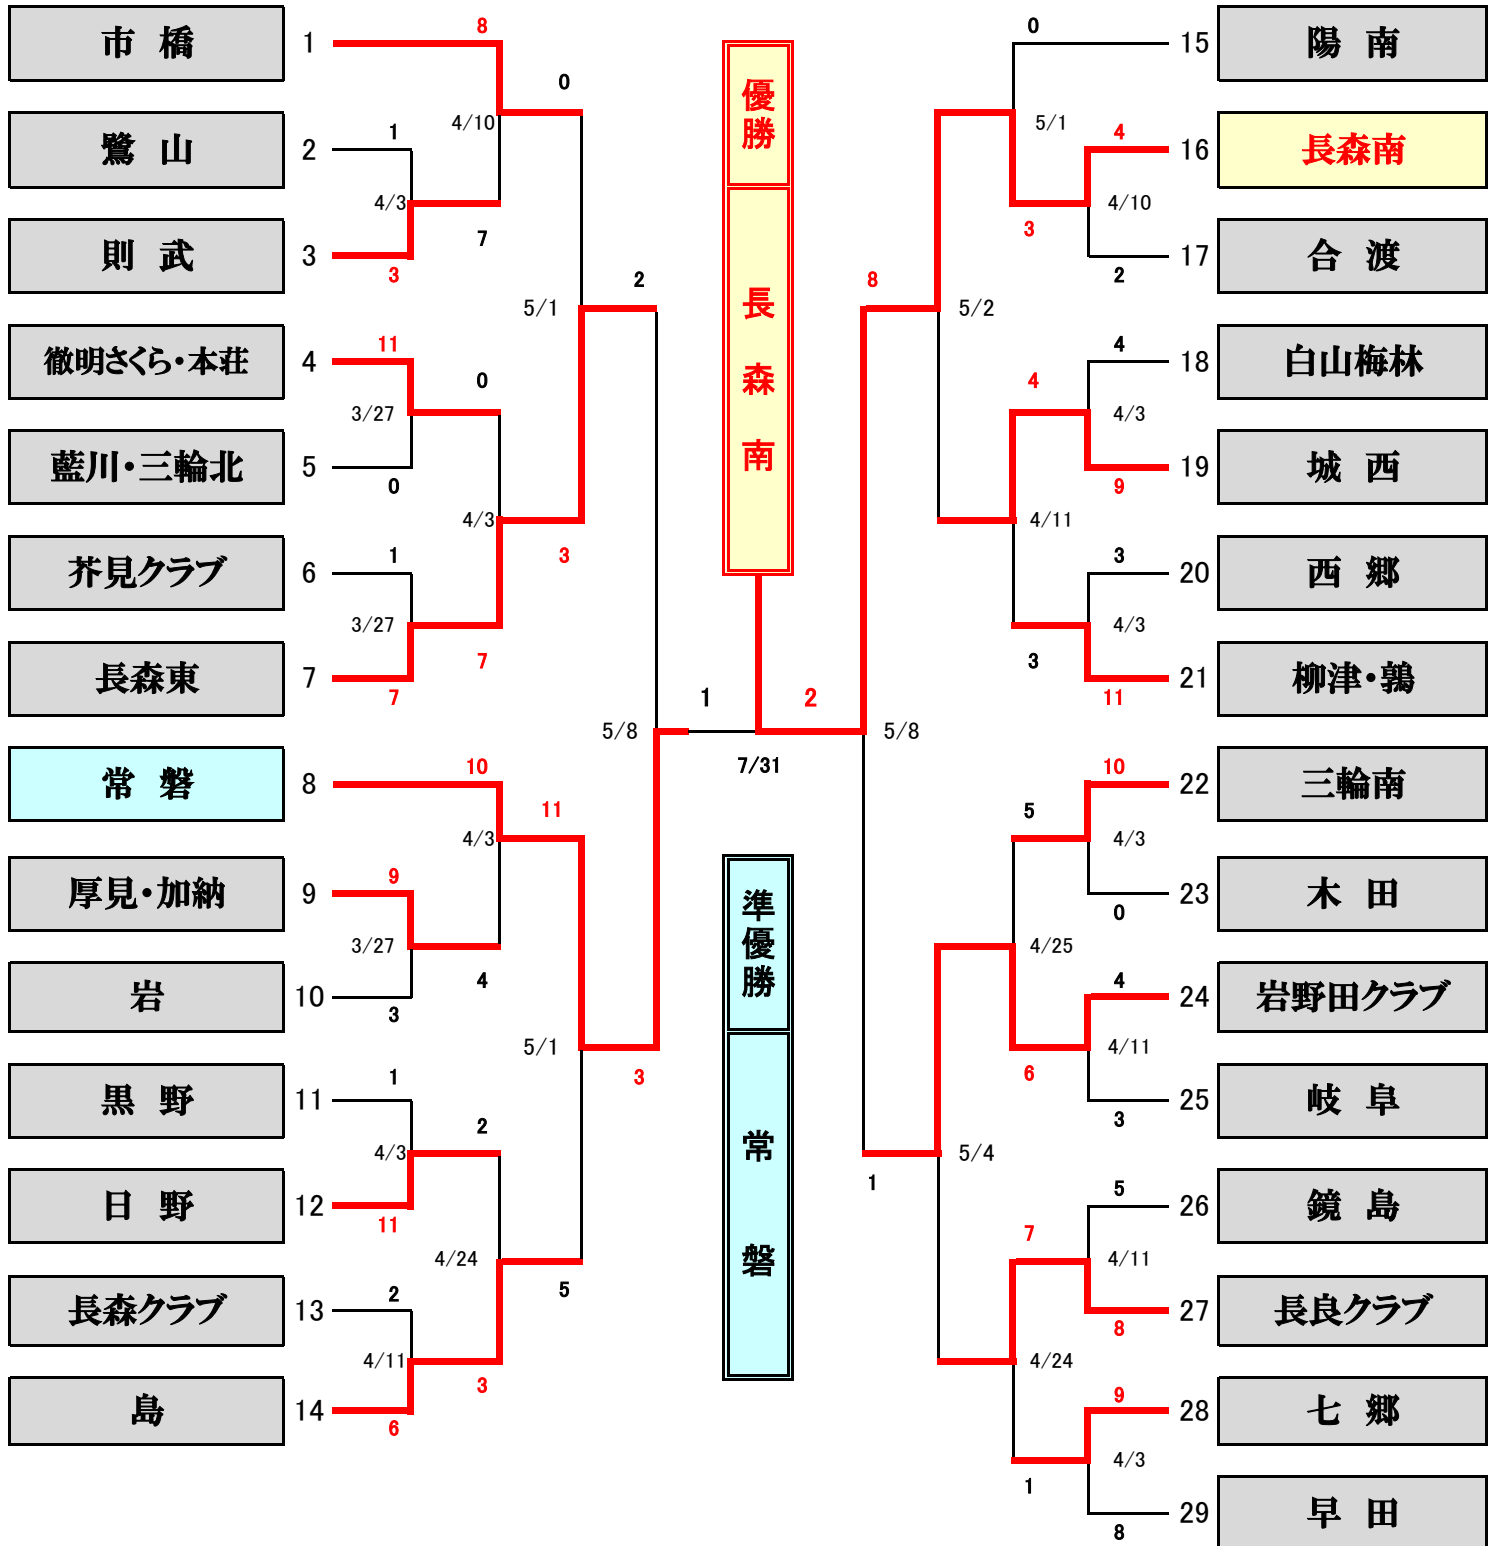 市 橋 1
鷺 山 2
則 武 3
徹明さくら・本荘 4
藍川・三輪北 5
芥見クラブ 6
長森東 7
常 磐 8
厚見・加納 9
岩 10
黒 野 11
日 野 12
長森クラブ 13
島 14
8
1
4/3
3
4/10
7
0
11
3/27
0
0
1
3/27
7
4/3
7
5/1
3
2
10
9
3/27
3
4/3
4
11
1
4/3
11
2
2
4/11
6
4/24
3
5/1
5
3
5/8
1
優勝
長森南
2
7/31
準優勝
常磐
8
5/8
1
5/2
5/4
0
5/1
3
4
4/10
2
4
4/11
3
4
4/3
9
3
4/3
11
5
4/25
6
10
4/3
0
4
4/11
3
7
4/24
1
5
4/11
8
9
4/3
8
15 陽 南
16 長森南
17 合 渡
18 白山梅林
19 城 西
20 西 郷
21 柳津・鶉
22 三輪南
23 木 田
24 岩野田クラブ
25 岐 阜
26 鏡 島
27 長良クラブ
28 七 郷
29 早 田